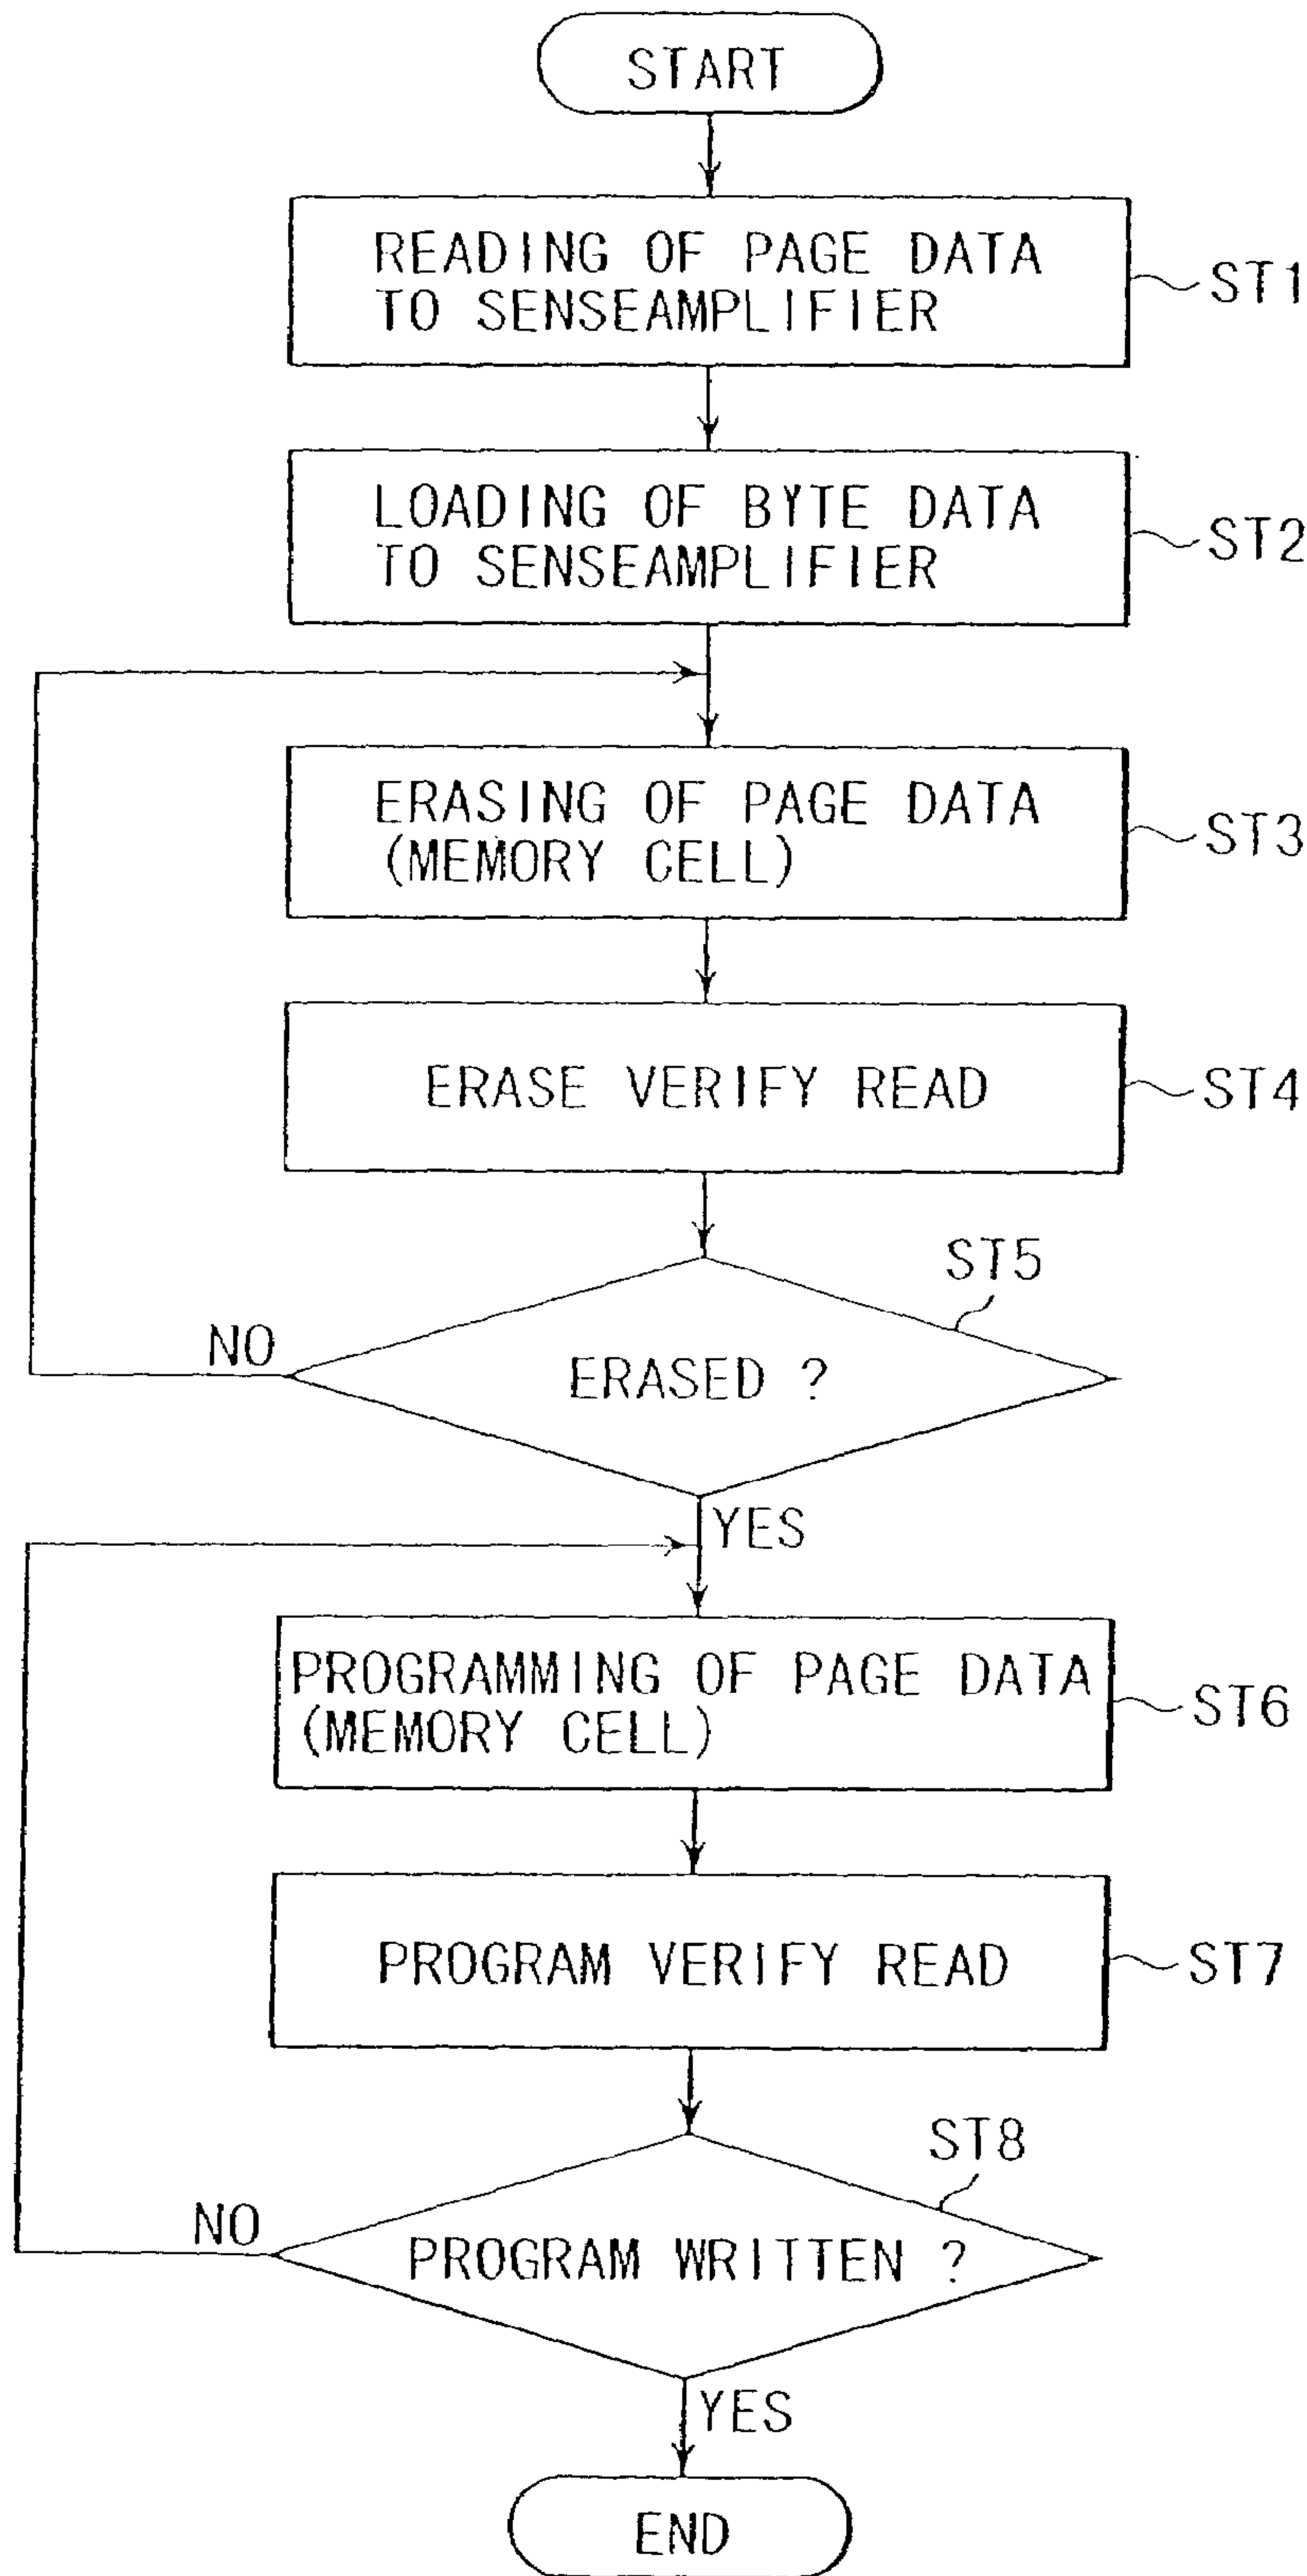 START
READING OF PAGE DATA
TO SENSEAMPLIFIER
ST1
LOADING OF BYTE DATA
TO SENSEAMPLIFIER
ST2
ERASING OF PAGE DATA
(MEMORY CELL)
ST3
ERASE VERIFY READ
ST4
ST5
NO
ERASED ?
YES
PROGRAMMING OF PAGE DATA
(MEMORY CELL)
ST6
PROGRAM VERIFY READ
ST7
ST8
NO
PROGRAM WRITTEN ?
YES
END